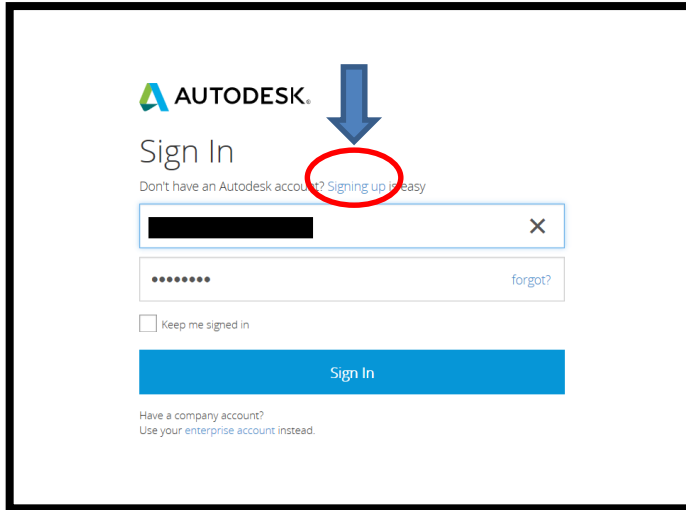 AUTODESK.
Sign In
Don't have an Autodesk account? Signing up is easy
forgot?
Keep me signed in
Sign In
Have a company account?
Use your enterprise account instead.